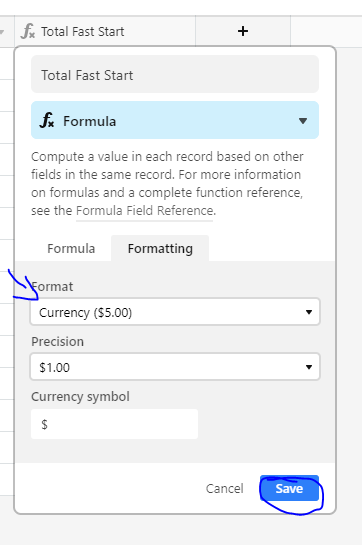 fx Total Fast Start +
Total Fast Start
fx Formula
Compute a value in each record based on other
fields in the same record. For more information
on formulas and a complete function reference,
see the Formula Field Reference.
Formula Formatting
Format
Currency ($5.00)
Precision
$1.00
Currency symbol
$
Cancel Save